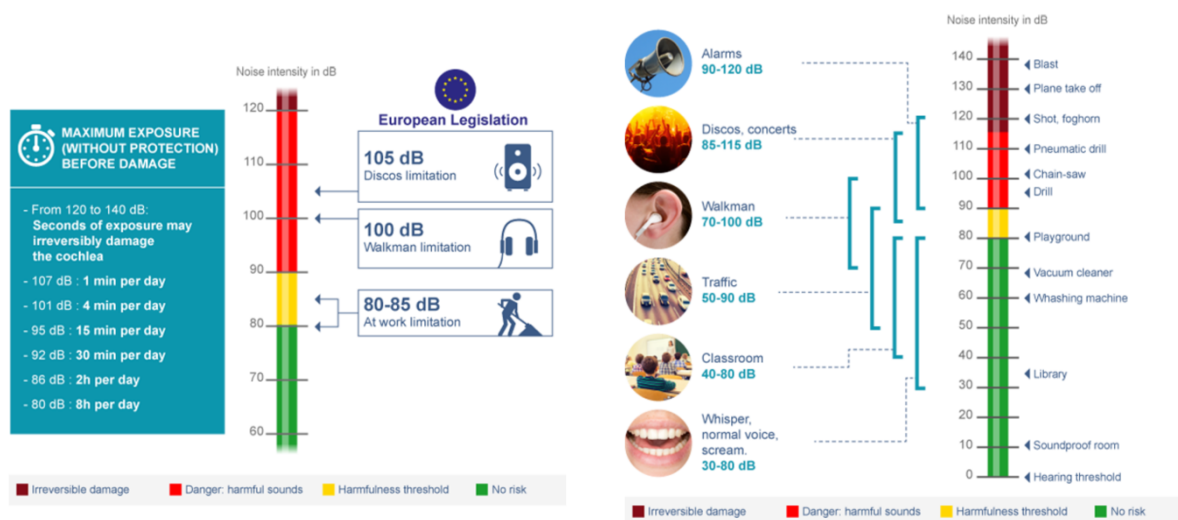 Noise intensity in dB
MAXIMUM EXPOSURE
(WITHOUT PROTECTION)
BEFORE DAMAGE
- From 120 to 140 dB:
Seconds of exposure may
irreversibly damage
the cochlea
- 107 dB : 1 min per day
- 101 dB : 4 min per day
- 95 dB : 15 min per day
- 92 dB : 30 min per day
- 86 dB : 2h per day
- 80 dB : 8h per day
120
110
100
90
80
70
60
European Legislation
105 dB
Discos limitation
100 dB
Walkman limitation
80-85 dB
At work limitation
Irreversible damage
Danger: harmful sounds
Harmfulness threshold
No risk
Alarms
90-120 dB
Discos, concerts
85-115 dB
Walkman
70-100 dB
Traffic
50-90 dB
Classroom
40-80 dB
Whisper,
normal voice,
scream.
30-80 dB
Noise intensity in dB
140
130
120
110
100
90
80
70
60
50
40
30
20
10
0
Blast
Plane take off
Shot, foghorn
Pneumatic drill
Chain-saw
Drill
Playground
Vacuum cleaner
Whashing machine
Library
Soundproof room
Hearing threshold
Irreversible damage
Danger: harmful sounds
Harmfulness threshold
No risk